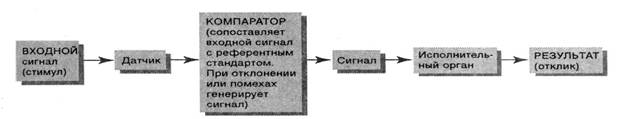 ВХОДНОЙ
сигнал
(стимул)
Датчик
КОМПАРАТОР
(сопоставляет
входной сигнал
с референтным
стандартом.
При отклонении
или помехах
генерирует
сигнал)
Сигнал
Исполнитель-
ный орган
РЕЗУЛЬТАТ
(отклик)